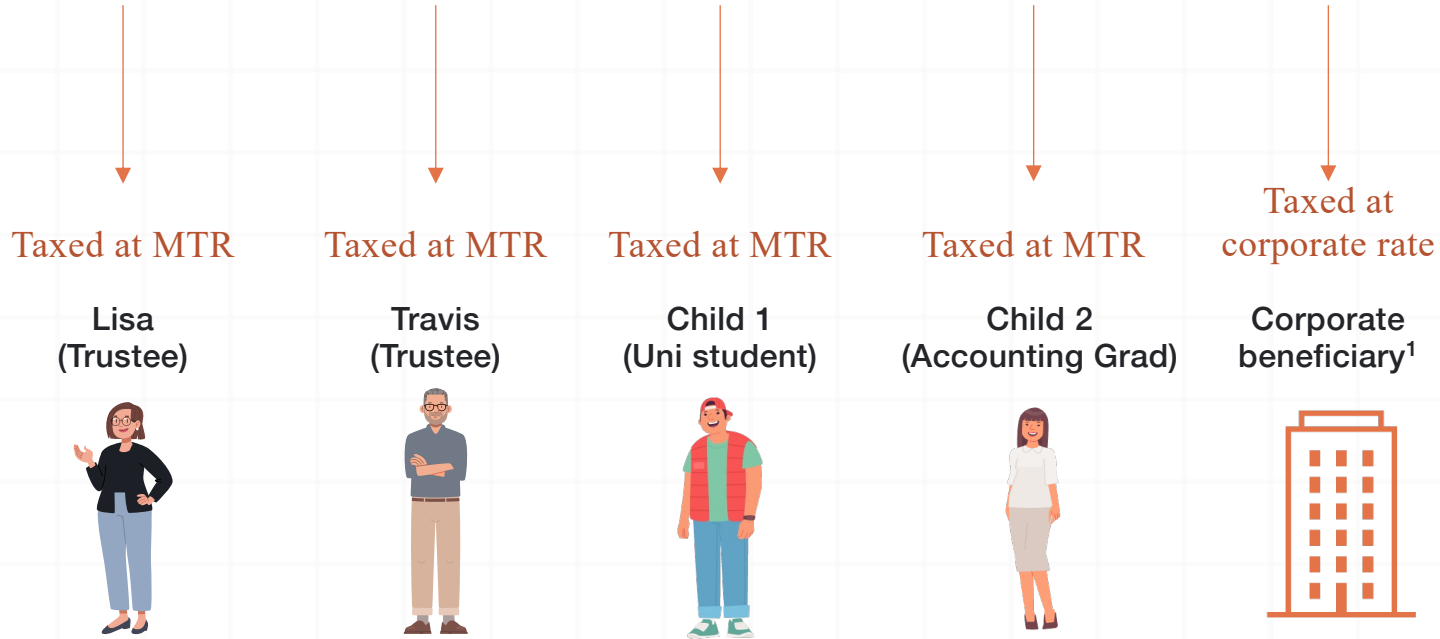 Taxed at MTR
Lisa
(Trustee)
Taxed at MTR
Travis
(Trustee)
Taxed at MTR
Child 1
(Uni student)
Taxed at MTR
Child 2
(Accounting Grad)
Taxed at
corporate rate
Corporate
beneficiary¹